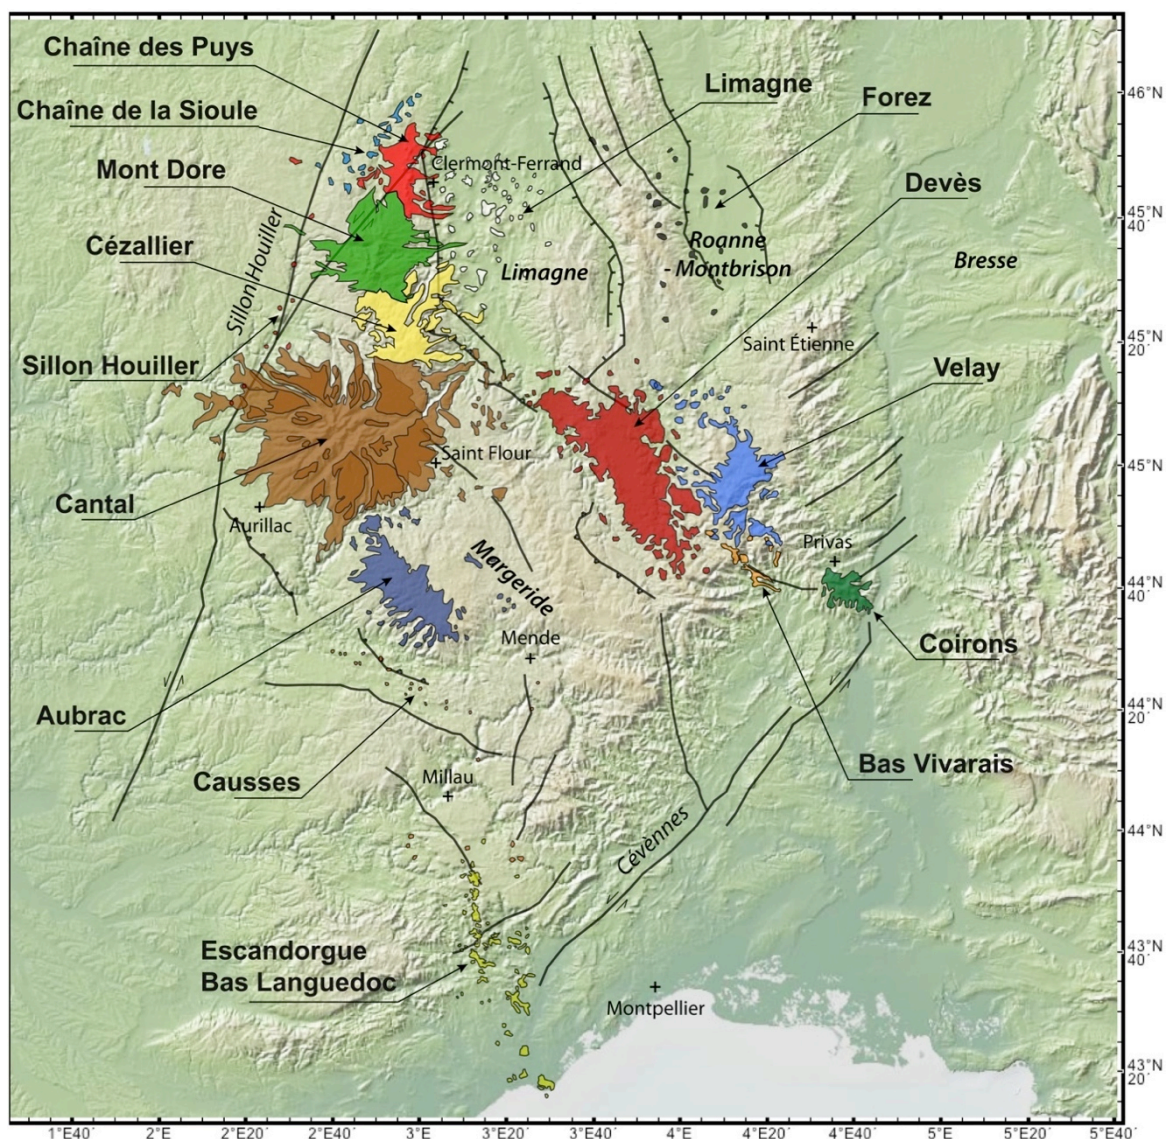 Chaîne des Puys
Limagne
Forez
Chaîne de la Sioule
Mont Dore
Clermont-Ferrand
Devès
Cézallier
Sillon Houiller
Limagne
Roanne
- Montbrison
Bresse
Saint Étienne
Sillon Houiller
Velay
Saint Flour
Cantal
Aurillac
Privas
Margeride
Mende
Coirons
Aubrac
Causses
Millau
Bas Vivarais
Cévènnes
Escandorgue
Bas Languedoc
Montpellier
46°N
45°N
40'
45°N
20'
45°N
44°N
40'
44°N
20'
44°N
43°N
40'
43°N
20'
1°E40' 2°E 2°E20' 2°E40' 3°E 3°E20' 3°E40' 4°E 4°E20' 4°E40' 5°E 5°E20' 5°E40'